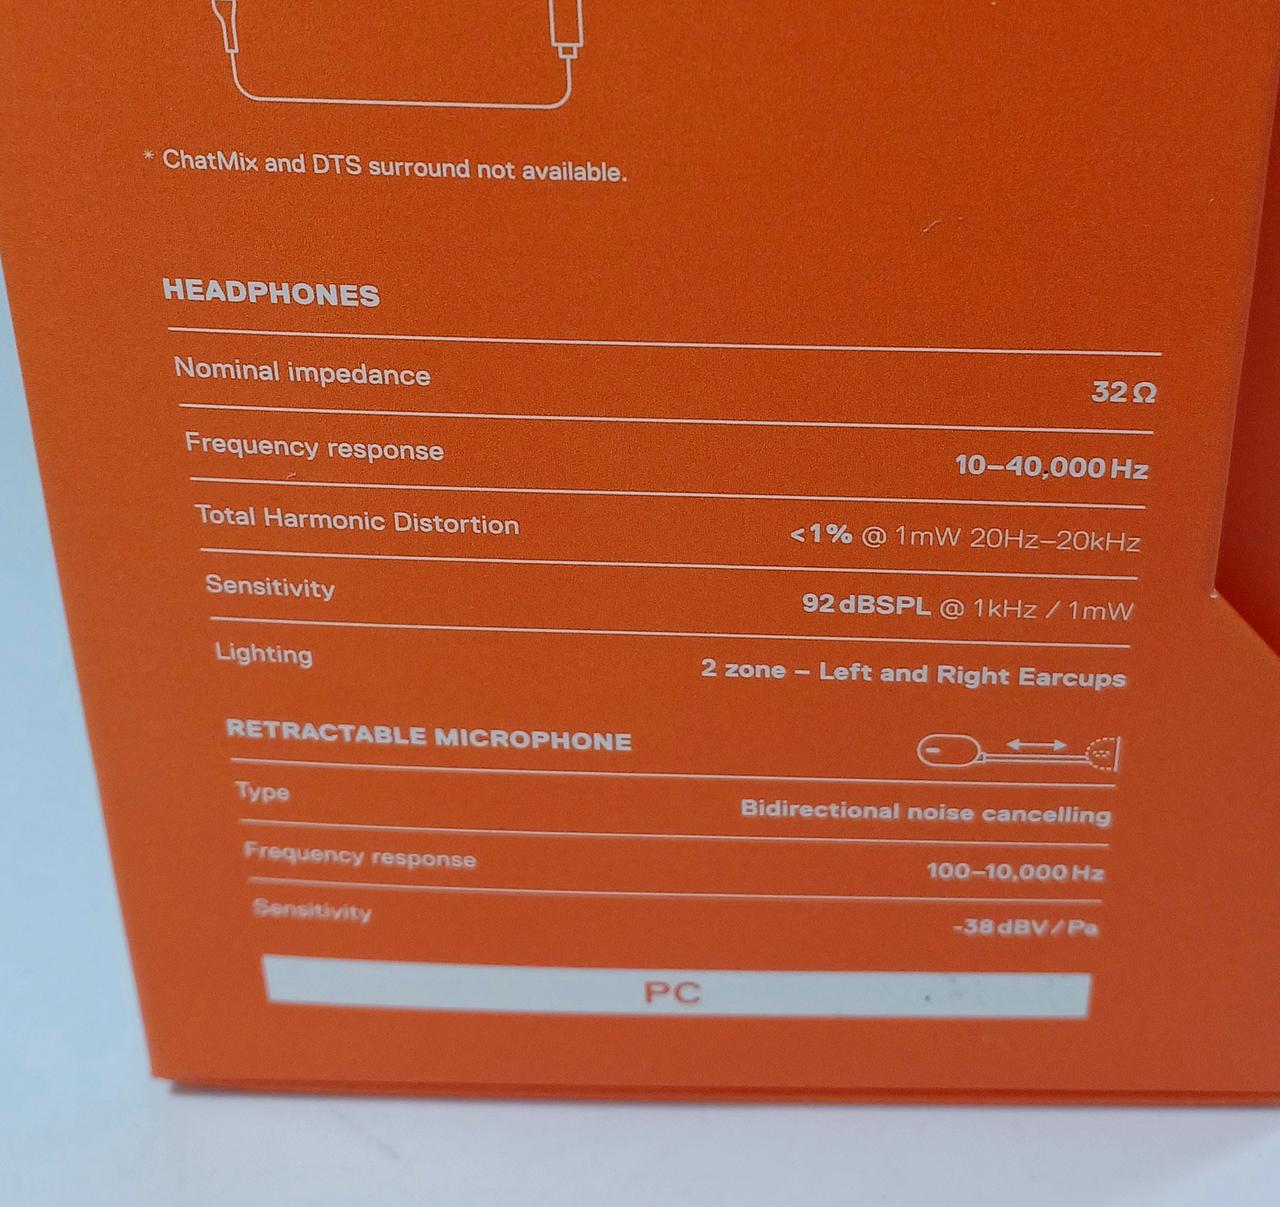 * ChatMix and DTS surround not available.
HEADPHONES
Nominal impedance 32 Ω
Frequency response 10–40,000 Hz
Total Harmonic Distortion <1% @ 1mW 20Hz–20kHz
Sensitivity 92 dBSPL @ 1kHz / 1mW
Lighting 2 zone – Left and Right Earcups
RETRACTABLE MICROPHONE
Type Bidirectional noise cancelling
Frequency response 100–10,000 Hz
Sensitivity -38 dBV/Pa
PC